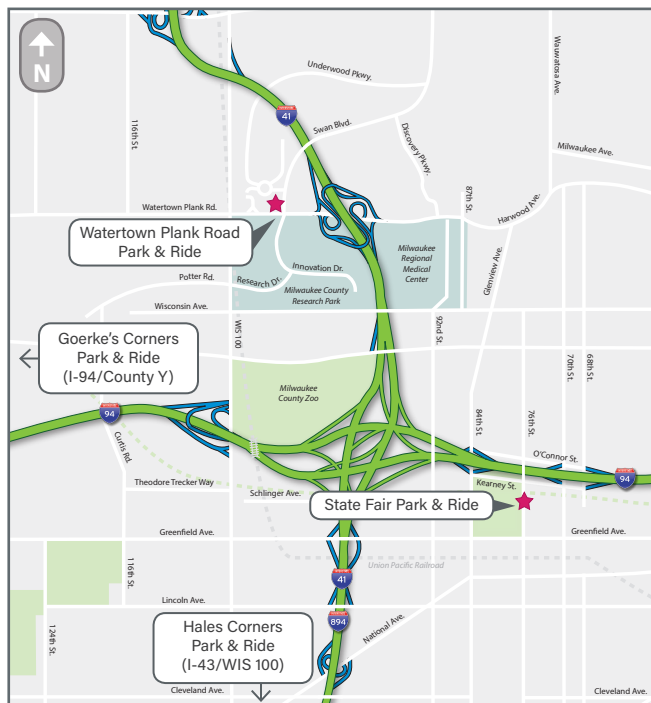 N
Underwood Pkwy.
Wauwatosa Ave.
41
116th St.
Swan Blvd.
Discovery Pkwy.
Milwaukee Ave.
87th St.
Harwood Ave.
Watertown Plank Rd.
Watertown Plank Road
Park & Ride
Milwaukee
Regional
Medical
Center
Glenview Ave.
Innovation Dr.
Research Dr.
Potter Rd.
Milwaukee County
Research Park
Wisconsin Ave.
WIS 100
92nd St.
Goerke's Corners
Park & Ride
(I-94/County Y)
70th St.
68th St.
Milwaukee
County Zoo
94
Curtis Rd.
84th St.
76th St.
O'Connor St.
94
Theodore Trecker Way
Schlinger Ave.
Kearney St.
State Fair Park & Ride
Greenfield Ave.
Greenfield Ave.
Union Pacific Railroad
116th St.
41
Lincoln Ave.
124th St.
Hales Corners
Park & Ride
(I-43/WIS 100)
894
National Ave.
Cleveland Ave.
Cleveland Ave.